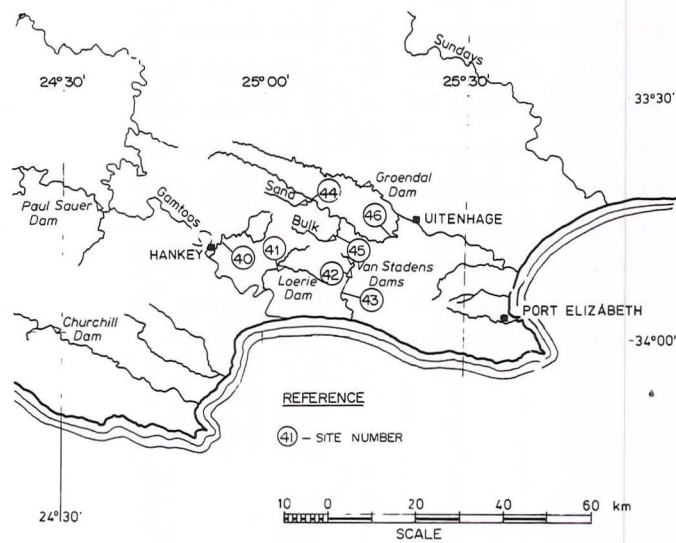 Sundays
24°30'
25°00'
25°30'
33°30'
Groendal
Dam
44
Sand
Paul Sauer
Dam
Gamtoos
46
UITENHAGE
Bulk
HANKEY
40
41
45
Loerie
Dam
42
Van Stadens
Dams
43
PORT ELIZABETH
Churchill
Dam
34°00'
REFERENCE
41 – SITE NUMBER
24°30'
10 0 20 40 60 km
SCALE